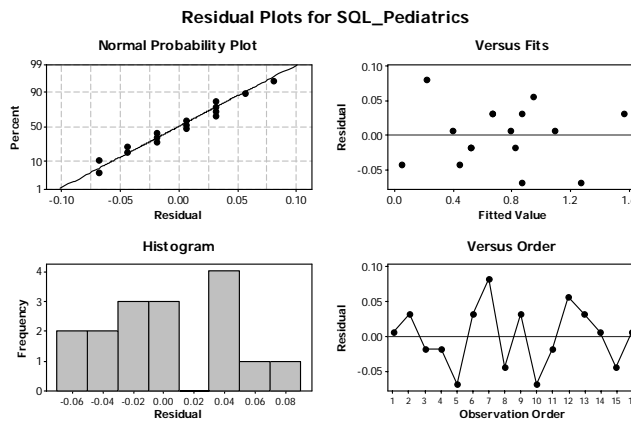 Residual Plots for SQL_Pediatrics
Normal Probability Plot
99
90
50
10
1
Percent
-0.10 -0.05 0.00 0.05 0.10
Residual
Versus Fits
0.10
0.05
0.00
-0.05
Residual
0.0 0.4 0.8 1.2 1.6
Fitted Value
Histogram
4
3
2
1
0
Frequency
-0.06 -0.04 -0.02 0.00 0.02 0.04 0.06 0.08
Residual
Versus Order
0.10
0.05
0.00
-0.05
Residual
1 2 3 4 5 6 7 8 9 10 11 12 13 14 15 1
Observation Order